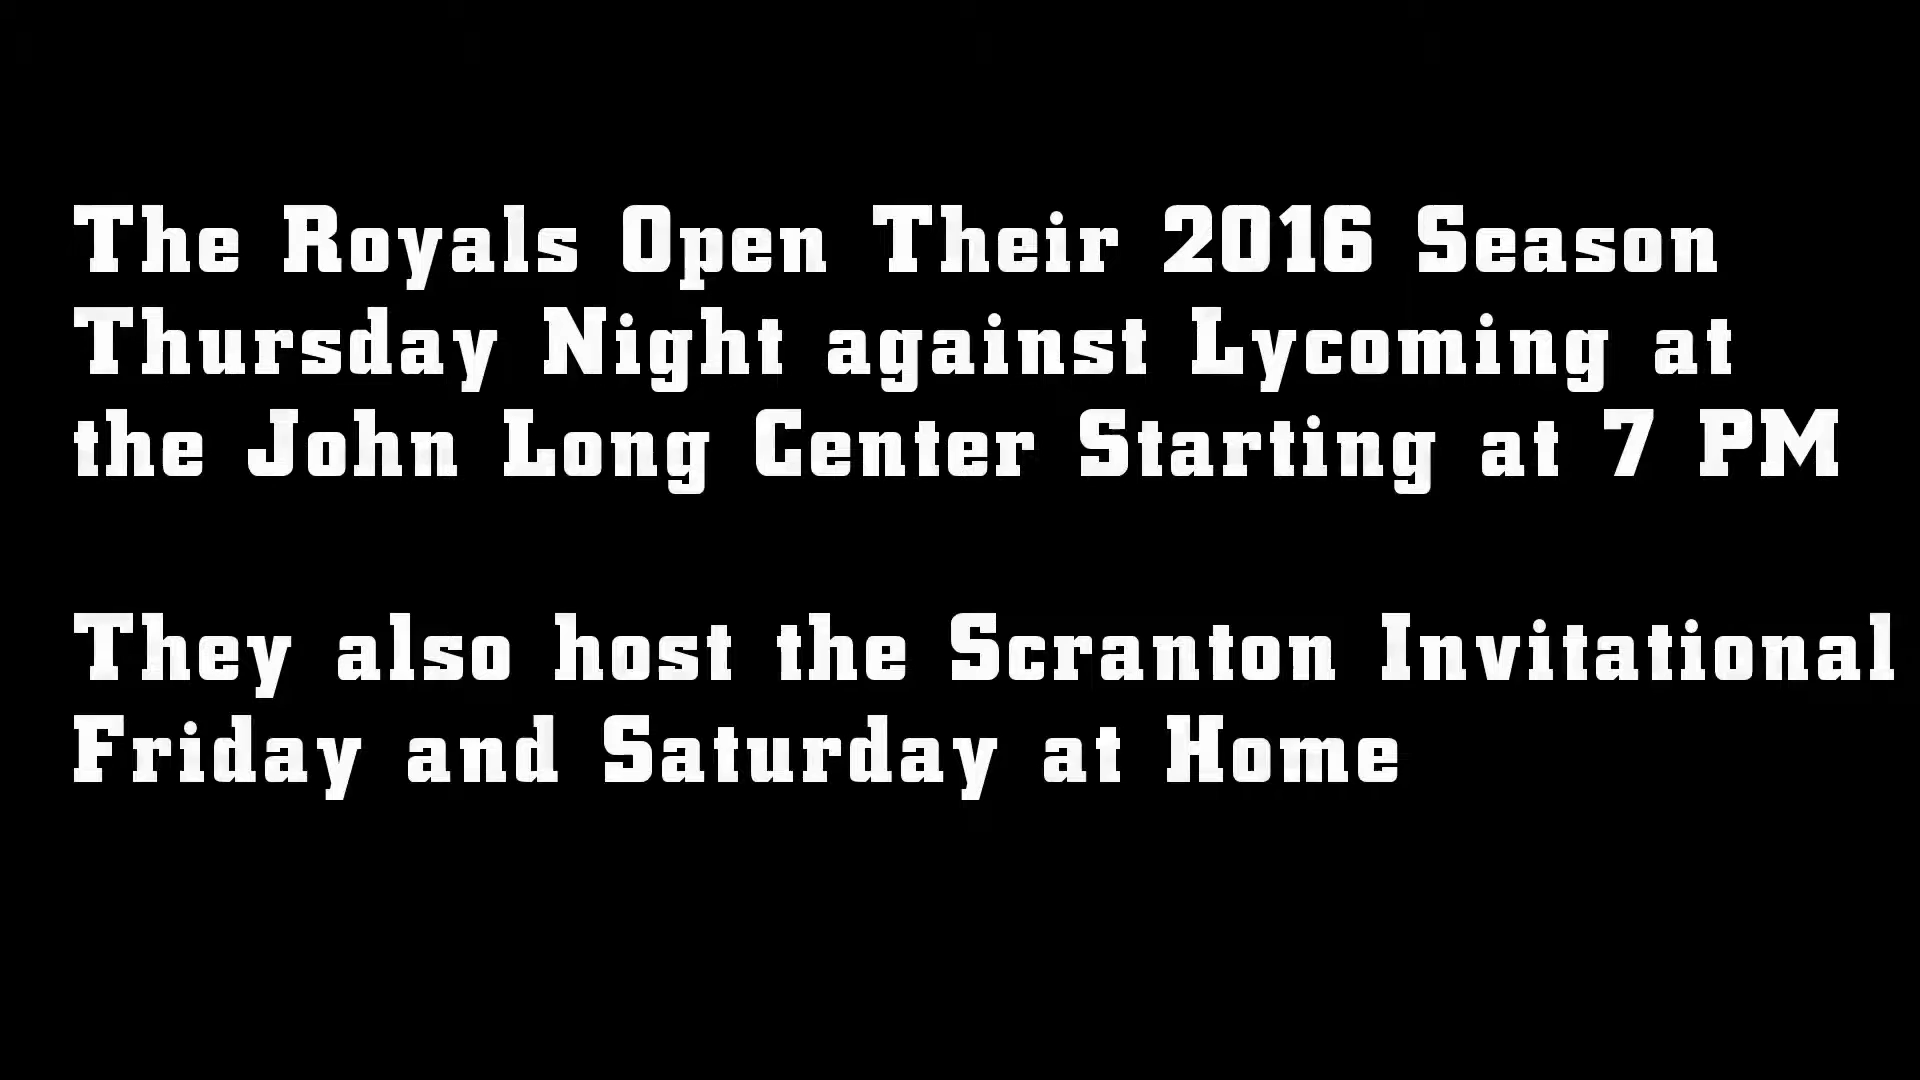 The Royals Open Their 2016 Season
Thursday Night against Lycoming at
the John Long Center Starting at 7 PM
They also host the Scranton Invitational
Friday and Saturday at Home